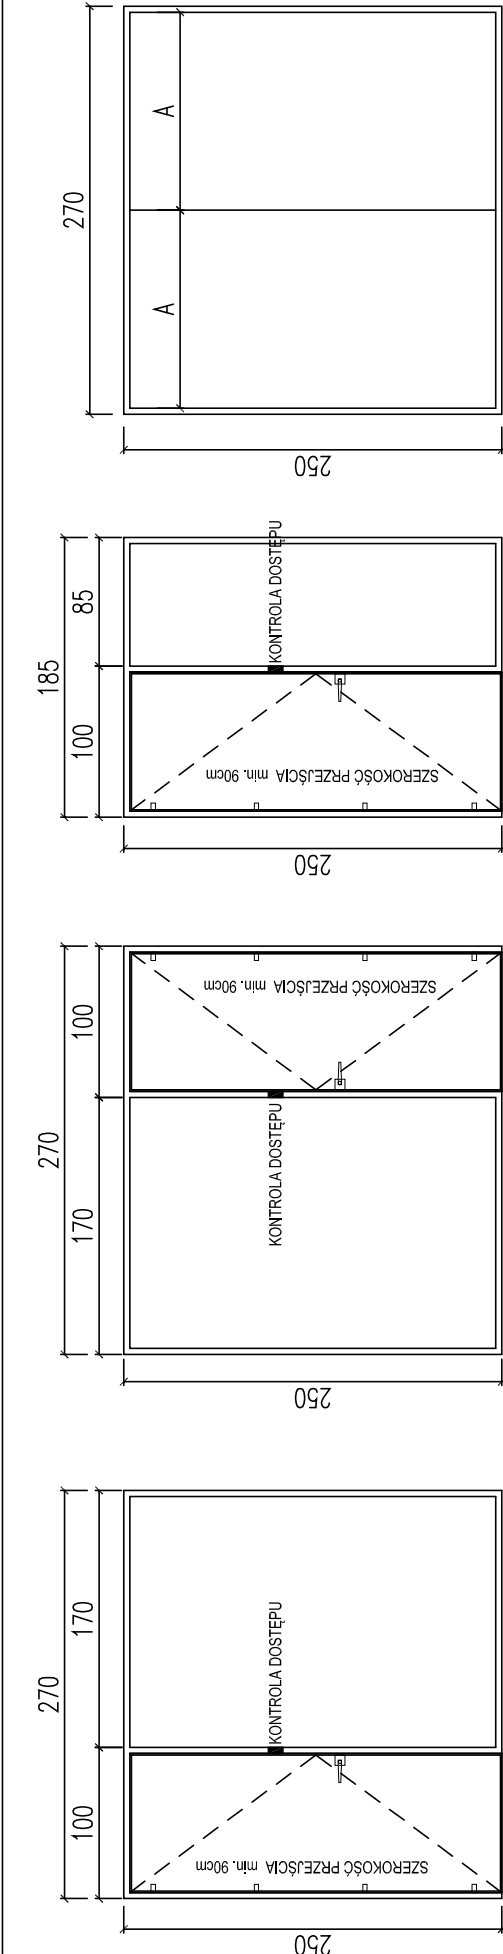 270
A
A
250
185
100
85
KONTROLA DOSTĘPU
SZEROKOŚĆ PRZEJŚCIA min. 90cm
250
270
170
100
KONTROLA DOSTĘPU
SZEROKOŚĆ PRZEJŚCIA min. 90cm
250
270
100
170
KONTROLA DOSTĘPU
SZEROKOŚĆ PRZEJŚCIA min. 90cm
250